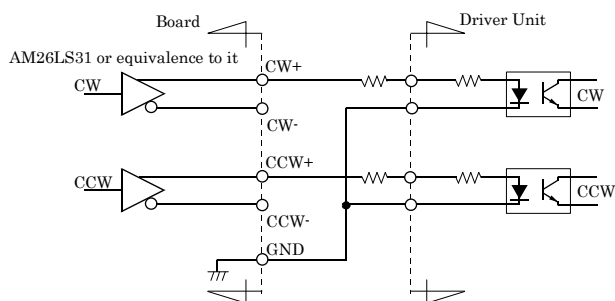 Board
Driver Unit
AM26LS31 or equivalence to it
CW
CW+
CW-
CW
CCW
CCW+
CCW-
CCW
GND